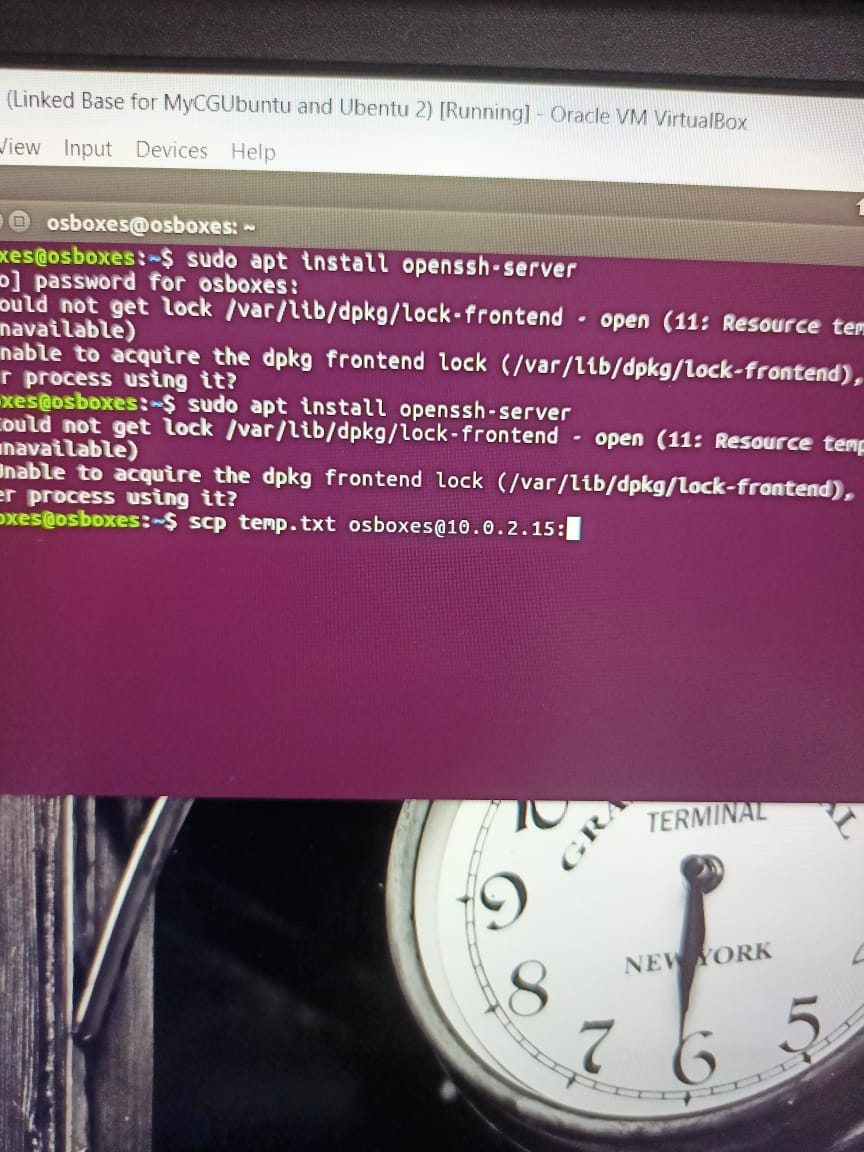 (Linked Base for MyCGUbuntu and Ubentu 2) [Running] - Oracle VM VirtualBox
View Input Devices Help
osboxes@osboxes: ~
xes@osboxes:~$ sudo apt install openssh-server
o] password for osboxes:
ould not get lock /var/lib/dpkg/lock-frontend - open (11: Resource tem
navailable)
nable to acquire the dpkg frontend lock (/var/lib/dpkg/lock-frontend),
r process using it?
xes@osboxes:~$ sudo apt install openssh-server
ould not get lock /var/lib/dpkg/lock-frontend - open (11: Resource temp
navailable)
Unable to acquire the dpkg frontend lock (/var/lib/dpkg/lock-frontend),
er process using it?
oxes@osboxes:~$ scp temp.txt osboxes@10.0.2.15:
10
TERMINAL
9
NEW YORK
8
7
6
5